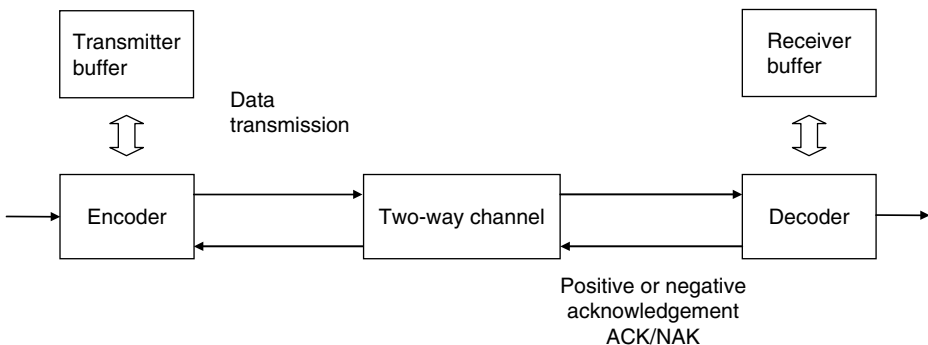 Transmitter
buffer
Receiver
buffer
Data
transmission
Encoder
Two-way channel
Decoder
Positive or negative
acknowledgement
ACK/NAK